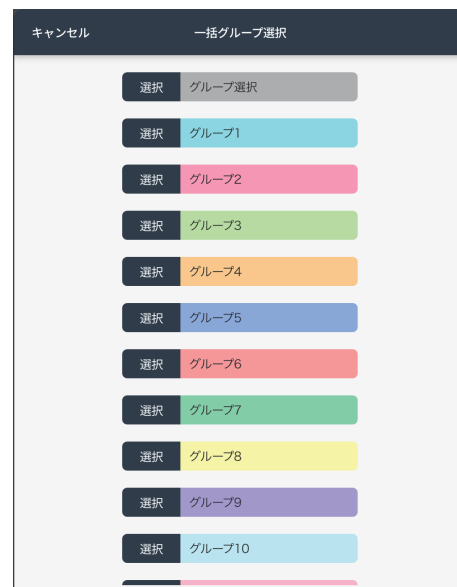 キャンセル 一括グループ選択
選択 グループ選択
選択 グループ1
選択 グループ2
選択 グループ3
選択 グループ4
選択 グループ5
選択 グループ6
選択 グループ7
選択 グループ8
選択 グループ9
選択 グループ10